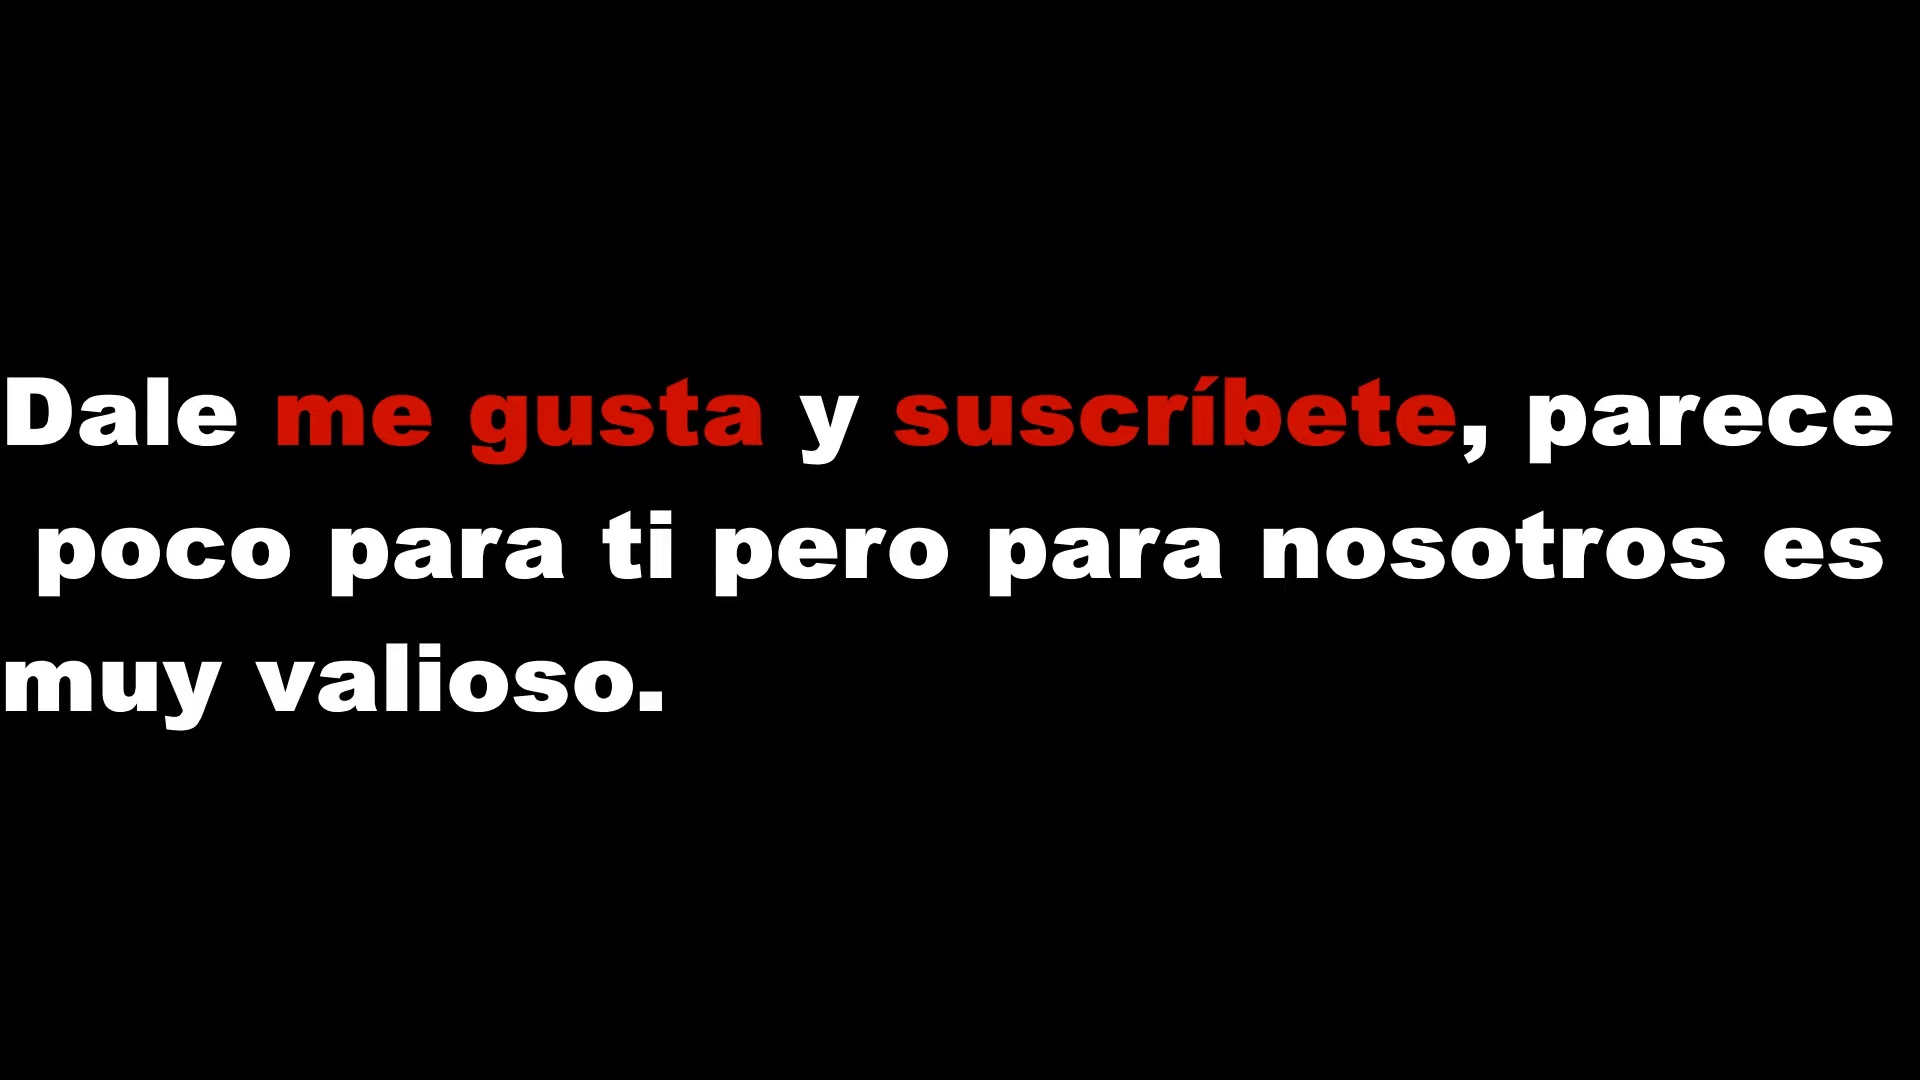 Dale me gusta y suscríbete, parece
poco para ti pero para nosotros es
muy valioso.